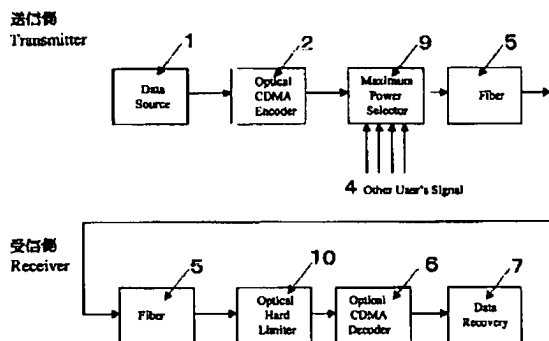 送信側
Transmitter
1
2
9
5
Data
Source
Optical
CDMA
Encoder
Maximum
Power
Selector
Fiber
4 Other User's Signal
受信側
Receiver
5
10
6
7
Fiber
Optical
Hard
Limiter
Optical
CDMA
Decoder
Data
Recovery